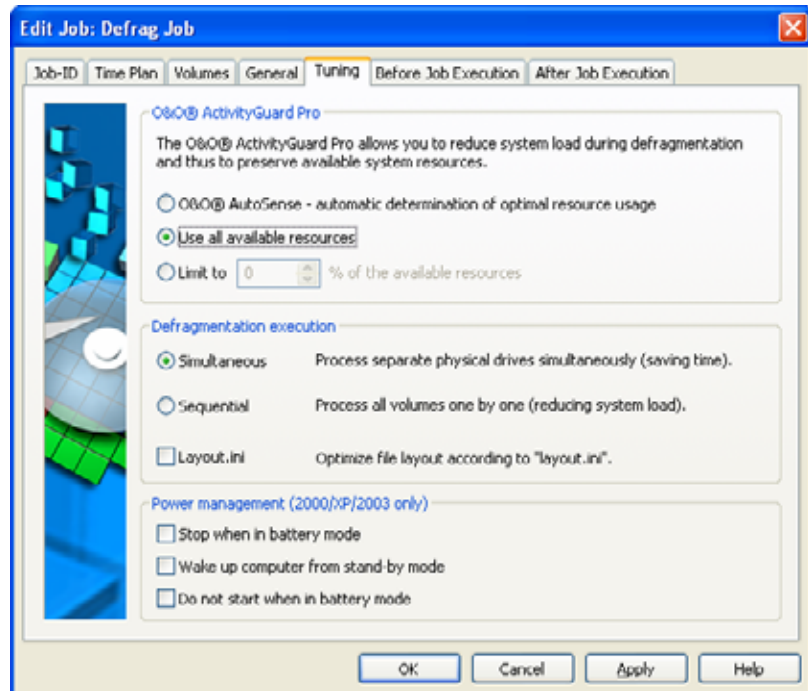 Edit Job: Defrag Job
Job-ID Time Plan Volumes General Tuning Before Job Execution After Job Execution
O&O® ActivityGuard Pro
The O&O® ActivityGuard Pro allows you to reduce system load during defragmentation
and thus to preserve available system resources.
O&O® AutoSense - automatic determination of optimal resource usage
Use all available resources
Limit to 0 % of the available resources
Defragmentation execution
Simultaneous Process separate physical drives simultaneously (saving time).
Sequential Process all volumes one by one (reducing system load).
Layout.ini Optimize file layout according to "layout.ini".
Power management (2000/XP/2003 only)
Stop when in battery mode
Wake up computer from stand-by mode
Do not start when in battery mode
OK Cancel Apply Help